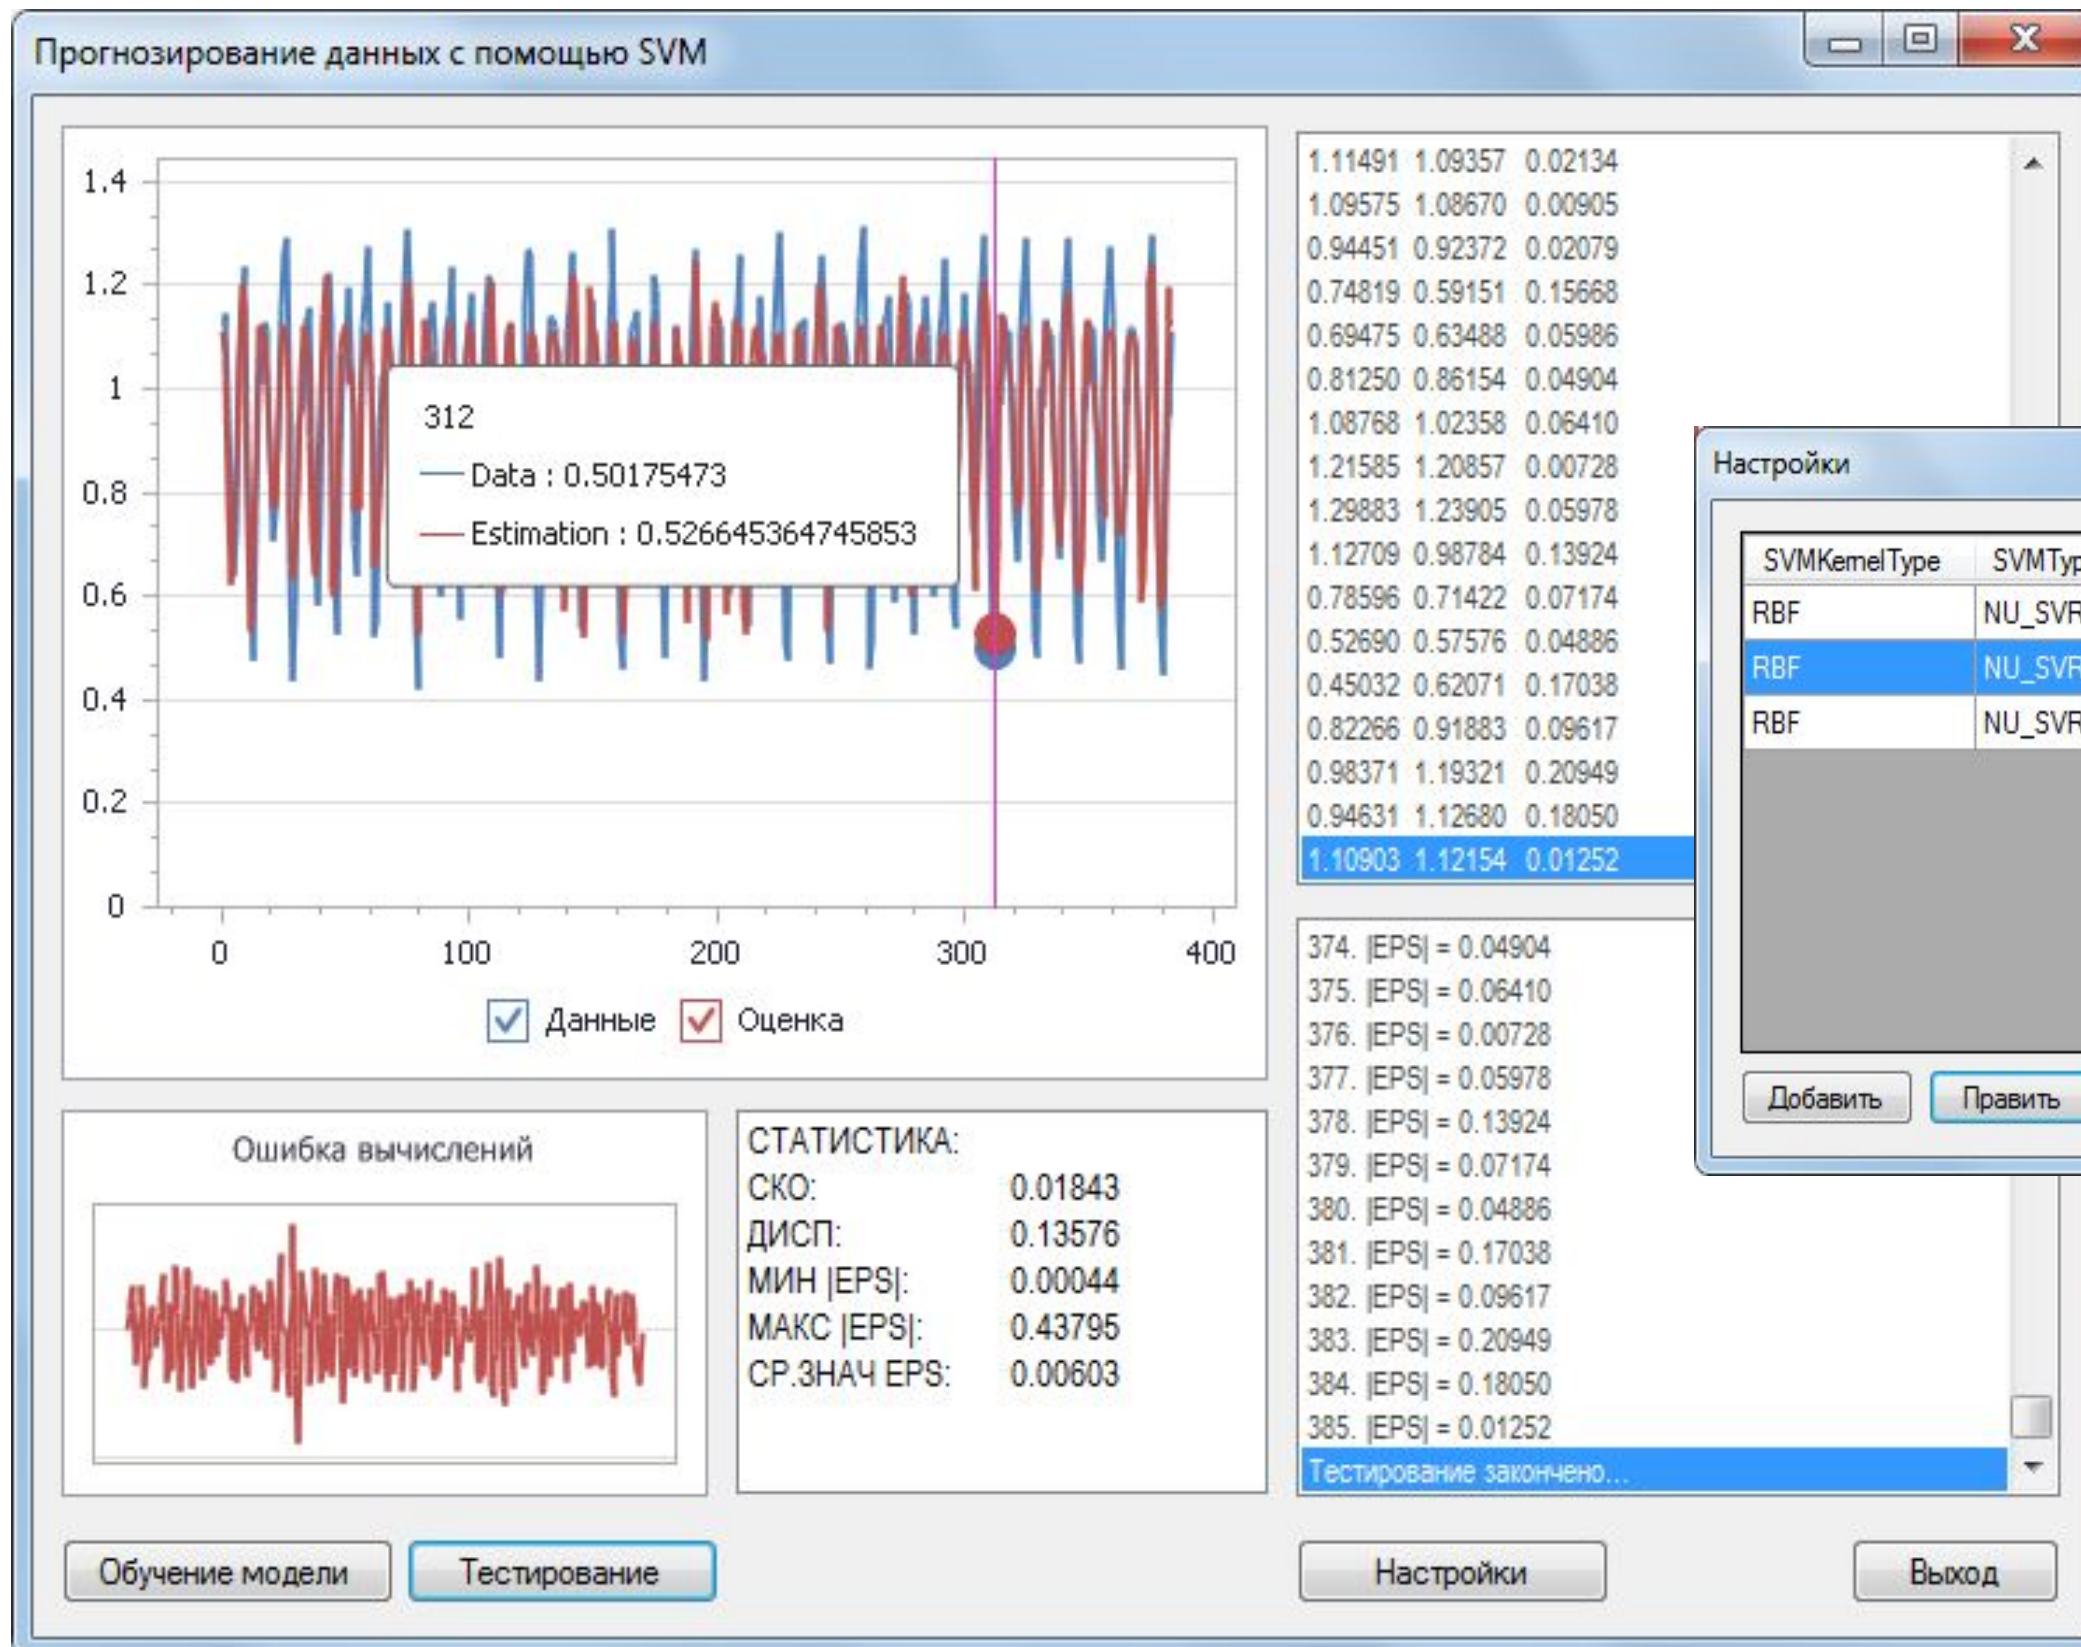 Прогнозирование данных с помощью SVM
1.4
1.2
1
0.8
0.6
0.4
0.2
0
0 100 200 300 400
312
Data : 0.50175473
Estimation : 0.526645364745853
Данные Оценка
1.11491 1.09357 0.02134
1.09575 1.08670 0.00905
0.94451 0.92372 0.02079
0.74819 0.59151 0.15668
0.69475 0.63488 0.05986
0.81250 0.86154 0.04904
1.08768 1.02358 0.06410
1.21585 1.20857 0.00728
1.29883 1.23905 0.05978
1.12709 0.98784 0.13924
0.78596 0.71422 0.07174
0.52690 0.57576 0.04886
0.45032 0.62071 0.17038
0.82266 0.91883 0.09617
0.98371 1.19321 0.20949
0.94631 1.12680 0.18050
1.10903 1.12154 0.01252
Настройки
SVMKernelType SVMTyp
RBF NU_SVR
RBF NU_SVR
RBF NU_SVR
Добавить Править
Ошибка вычислений
СТАТИСТИКА:
СКО: 0.01843
ДИСП: 0.13576
МИН |EPS|: 0.00044
МАКС |EPS|: 0.43795
СР.ЗНАЧ EPS: 0.00603
374. |EPS| = 0.04904
375. |EPS| = 0.06410
376. |EPS| = 0.00728
377. |EPS| = 0.05978
378. |EPS| = 0.13924
379. |EPS| = 0.07174
380. |EPS| = 0.04886
381. |EPS| = 0.17038
382. |EPS| = 0.09617
383. |EPS| = 0.20949
384. |EPS| = 0.18050
385. |EPS| = 0.01252
Тестирование закончено...
Обучение модели Тестирование Настройки Выход